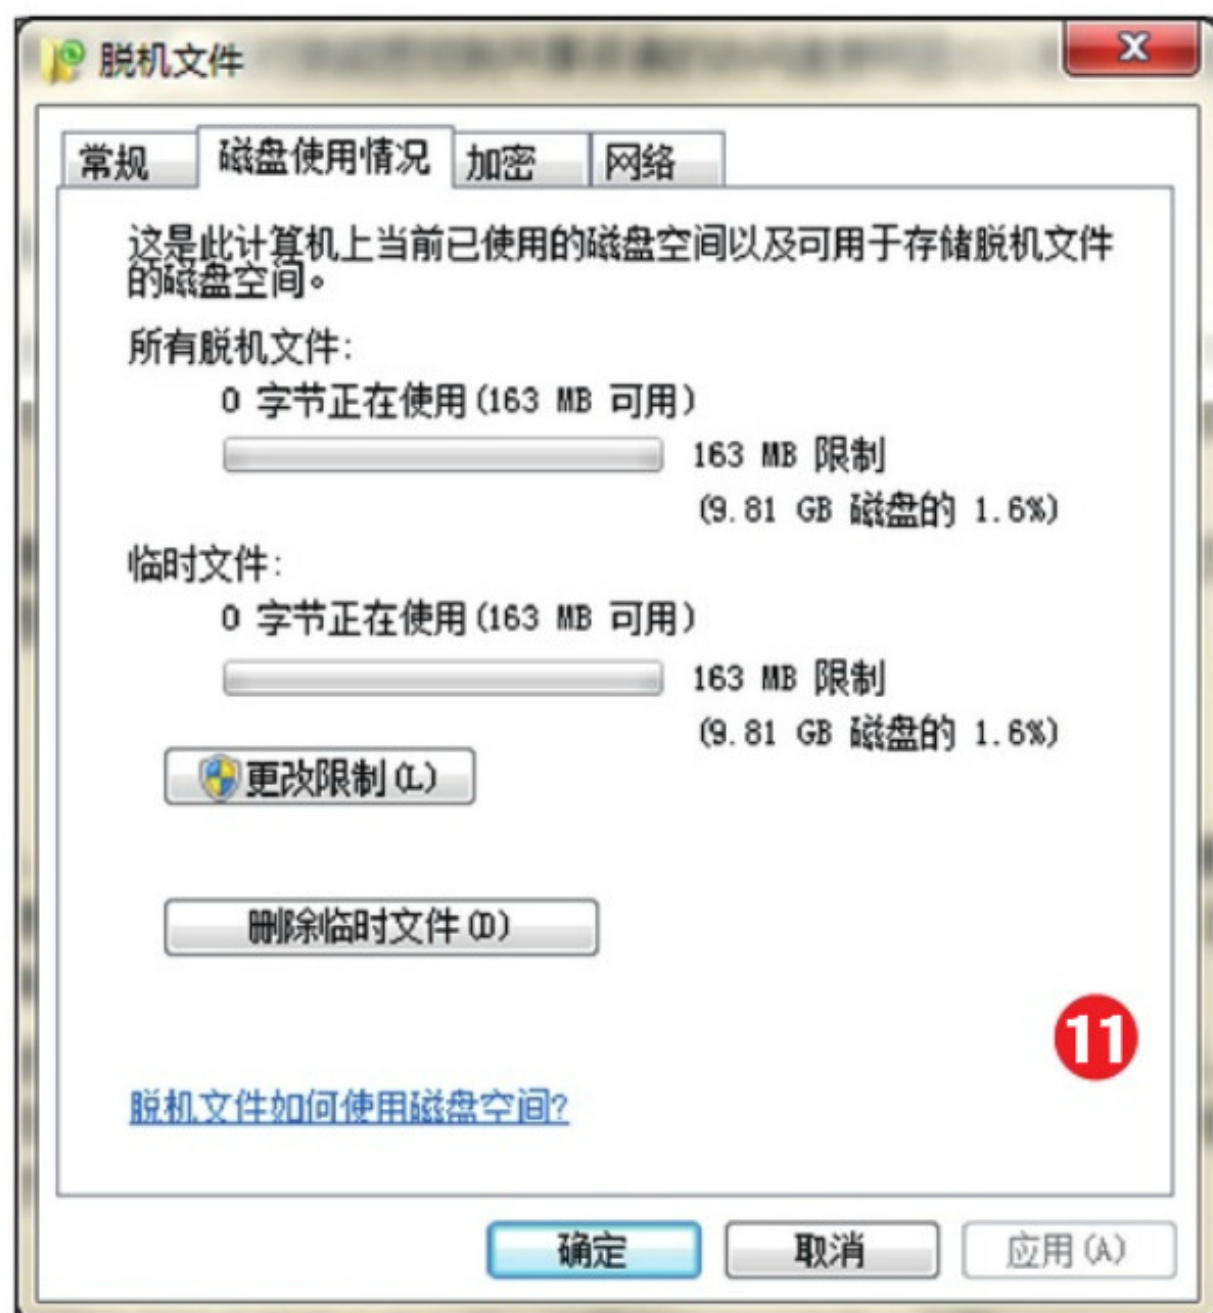 脱机文件
X
常规 磁盘使用情况 加密 网络
这是此计算机上当前已使用的磁盘空间以及可用于存储脱机文件
的磁盘空间。
所有脱机文件:
0 字节正在使用(163 MB 可用)
163 MB 限制
(9.81 GB 磁盘的 1.6%)
临时文件:
0 字节正在使用(163 MB 可用)
163 MB 限制
(9.81 GB 磁盘的 1.6%)
更改限制(L)
删除临时文件(D)
11
脱机文件如何使用磁盘空间?
确定 取消 应用(A)